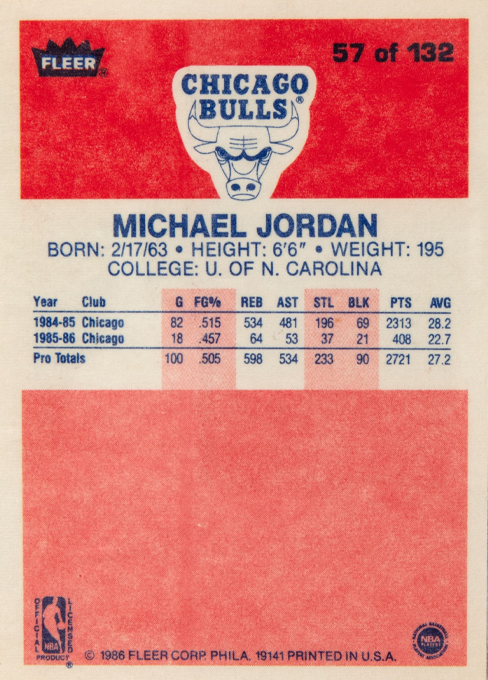 FLEER®
57 of 132
CHICAGO
BULLS®
MICHAEL JORDAN
BORN: 2/17/63 • HEIGHT: 6'6" • WEIGHT: 195
COLLEGE: U. OF N. CAROLINA
Year Club G FG% REB AST STL BLK PTS AVG
1984-85 Chicago 82 .515 534 481 196 69 2313 28.2
1985-86 Chicago 18 .457 64 53 37 21 408 22.7
Pro Totals 100 .505 598 534 233 90 2721 27.2
OFFICIAL
LICENSED
NBA
PRODUCT®
© 1986 FLEER CORP. PHILA. 19141 PRINTED IN U.S.A.
NBA
PLAYERS